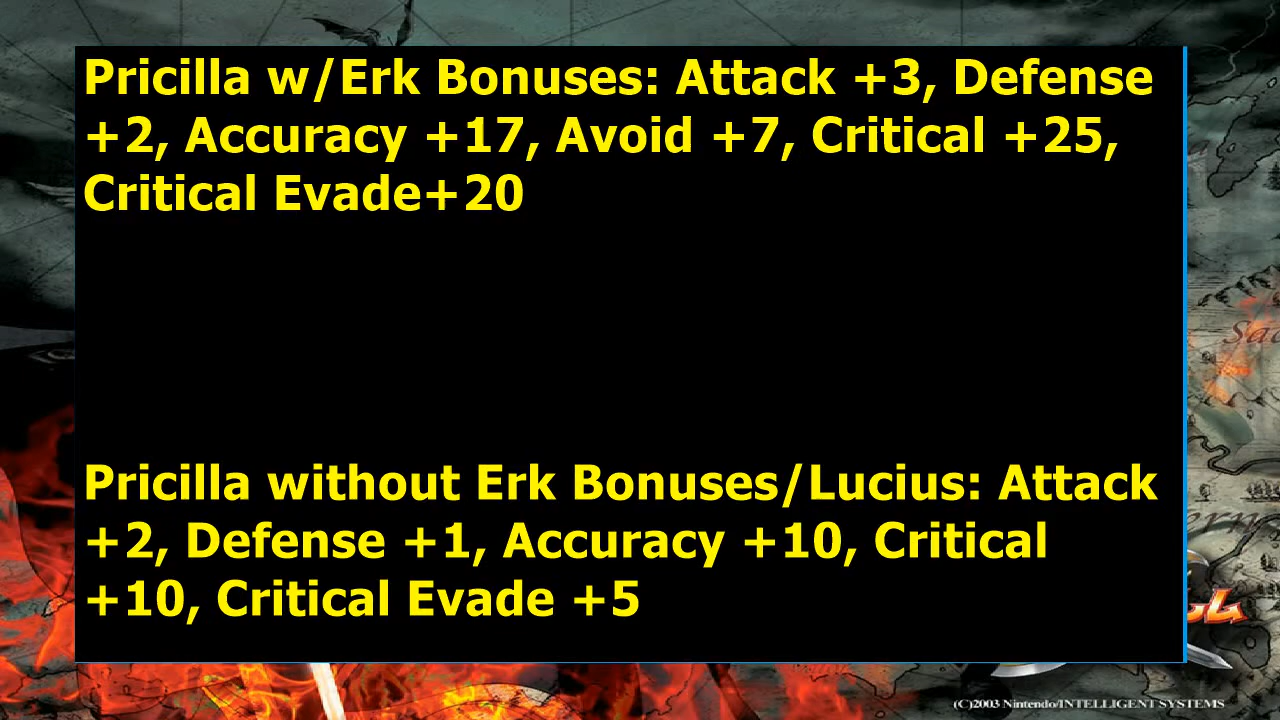 Pricilla w/Erk Bonuses: Attack +3, Defense
+2, Accuracy +17, Avoid +7, Critical +25,
Critical Evade+20
Pricilla without Erk Bonuses/Lucius: Attack
+2, Defense +1, Accuracy +10, Critical
+10, Critical Evade +5
(C)2003 Nintendo/INTELLIGENT SYSTEMS